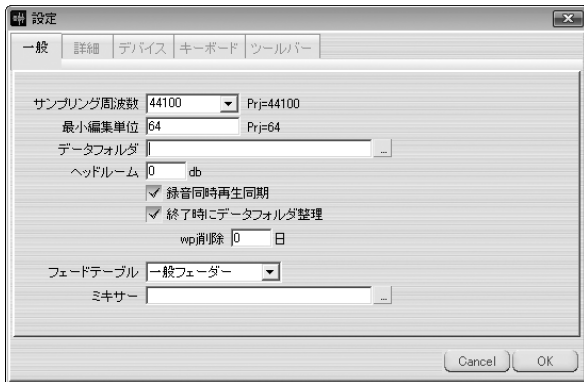 設定
一般 詳細 デバイス キーボード ツールバー
サンプリング周波数 44100 Prj=44100
最小編集単位 64 Prj=64
データフォルダ ...
ヘッドルーム 0 db
録音同時再生同期
終了時にデータフォルダ整理
wp削除 0 日
フェードテーブル 一般フェーダー
ミキサー ...
Cancel OK